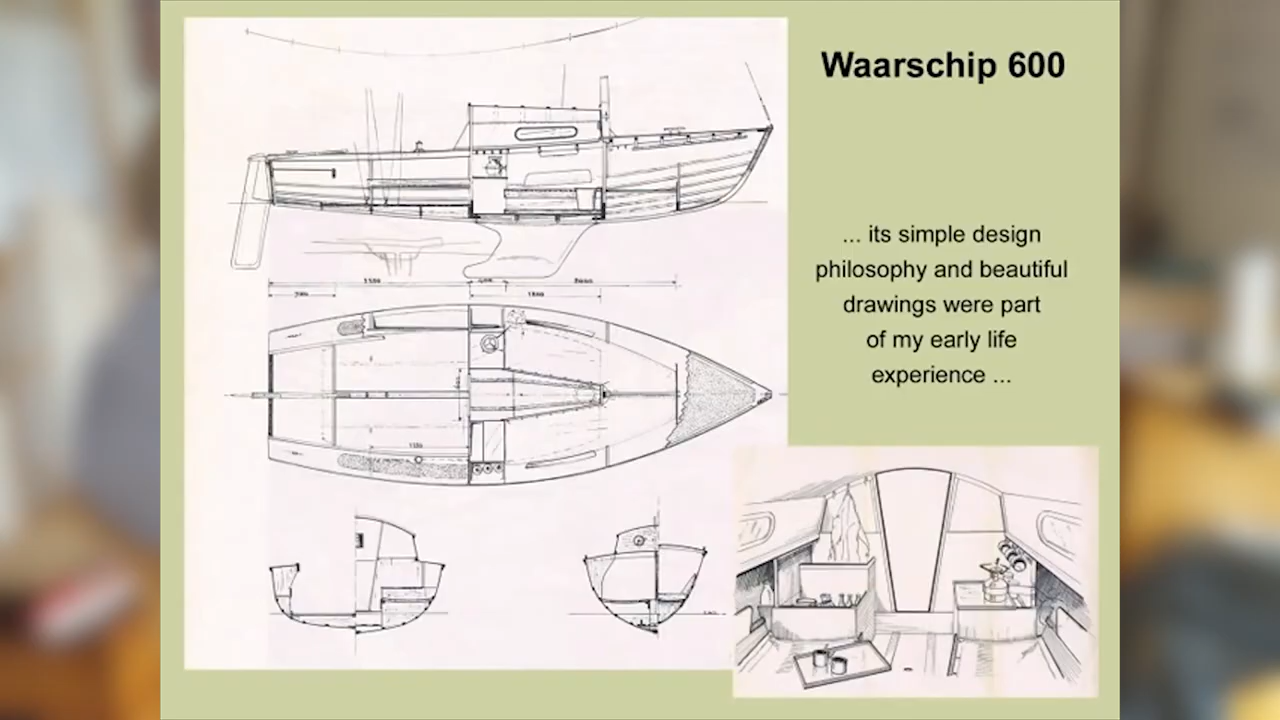 Waarschip 600
... its simple design
philosophy and beautiful
drawings were part
of my early life
experience ...